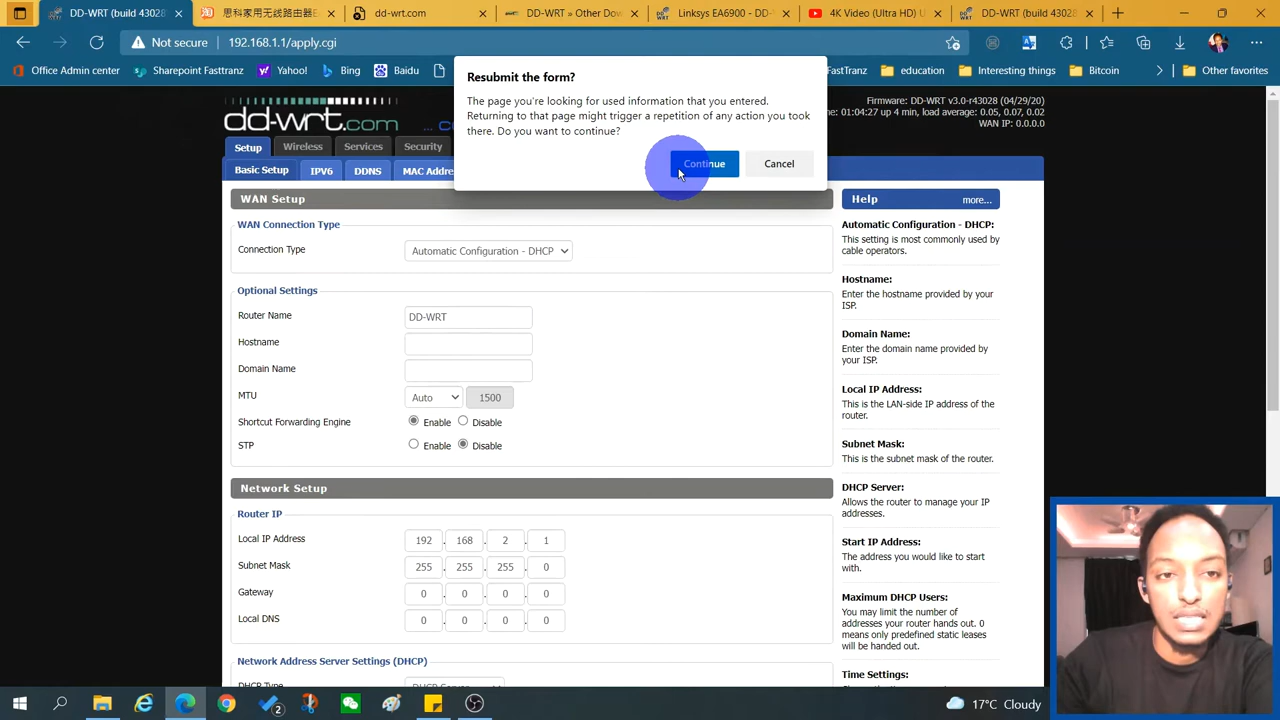 DD-WRT (build 43028
思科家用无线路由器E
dd-wrt.com
DD-WRT » Other Dow
Linksys EA6900 - DD-
4K Video (Ultra HD) U
DD-WRT (build 43028
Not secure
192.168.1.1/apply.cgi
Office Admin center
Sharepoint Fasttranz
Yahoo!
Bing
Baidu
FastTranz
education
Interesting things
Bitcoin
Other favorites
Resubmit the form?
The page you're looking for used information that you entered.
Returning to that page might trigger a repetition of any action you took
there. Do you want to continue?
Continue
Cancel
dd-wrt.com
... co
Firmware: DD-WRT v3.0-r43028 (04/29/20)
me: 01:04:27 up 4 min, load average: 0.05, 0.07, 0.02
WAN IP: 0.0.0.0
Setup
Wireless
Services
Security
Basic Setup
IPV6
DDNS
MAC Addre
WAN Setup
WAN Connection Type
Connection Type
Automatic Configuration - DHCP
Optional Settings
Router Name
DD-WRT
Hostname
Domain Name
MTU
Auto
1500
Shortcut Forwarding Engine
Enable
Disable
STP
Enable
Disable
Network Setup
Router IP
Local IP Address
192 . 168 . 2 . 1
Subnet Mask
255 . 255 . 255 . 0
Gateway
0 . 0 . 0 . 0
Local DNS
0 . 0 . 0 . 0
Network Address Server Settings (DHCP)
DHCP Type
DHCP Server
Help
more...
Automatic Configuration - DHCP:
This setting is most commonly used by
cable operators.
Hostname:
Enter the hostname provided by your
ISP.
Domain Name:
Enter the domain name provided by
your ISP.
Local IP Address:
This is the LAN-side IP address of the
router.
Subnet Mask:
This is the subnet mask of the router.
DHCP Server:
Allows the router to manage your IP
addresses.
Start IP Address:
The address you would like to start
with.
Maximum DHCP Users:
You may limit the number of
addresses your router hands out. 0
means only predefined static leases
will be handed out.
Time Settings:
2
17°C Cloudy